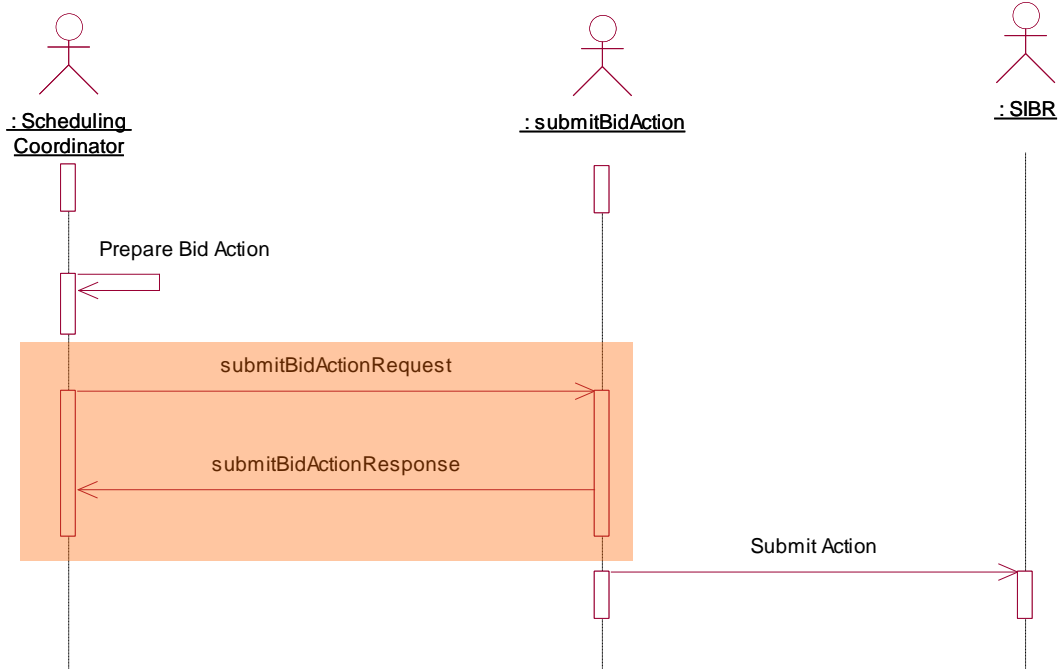 : Scheduling
Coordinator
: submitBidAction
: SIBR
Prepare Bid Action
submitBidActionRequest
submitBidActionResponse
Submit Action